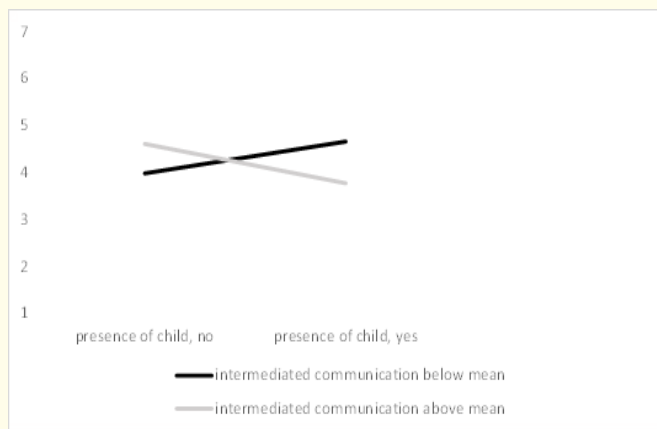 7
6
5
4
3
2
1
presence of child, no presence of child, yes
intermediated communication below mean
intermediated communication above mean